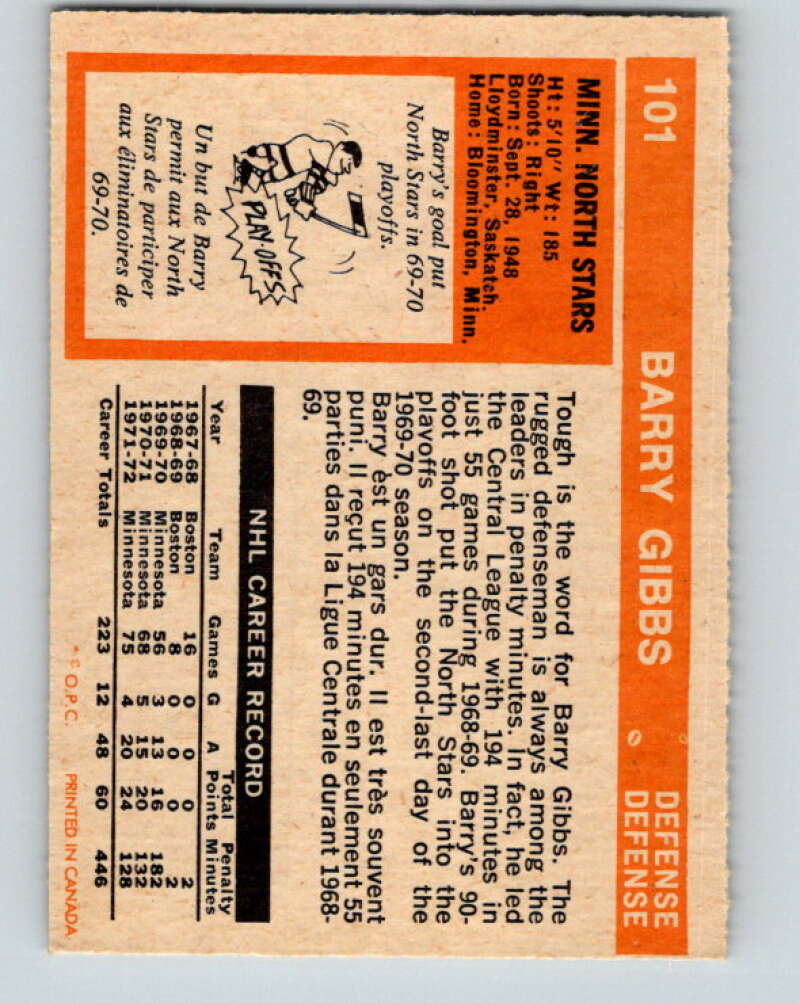 101 BARRY GIBBS DEFENSE
DEFENSE
MINN. NORTH STARS
Ht: 5'10" Wt: 185
Shoots: Right
Born: Sept. 28, 1948
Lloydminster, Saskatch.
Home: Bloomington, Minn.
Barry's goal put
North Stars in 69-70
playoffs.
PLAY-OFFS
Un but de Barry
permit aux North
Stars de participer
aux éliminatoires de
69-70.
Tough is the word for Barry Gibbs. The
rugged defenseman is always among the
leaders in penalty minutes. In fact, he led
the Central League with 194 minutes in
just 55 games during 1968-69. Barry's 90-
foot shot put the North Stars into the
playoffs on the second-last day of the
1969-70 season.
Barry est un gars dur. Il est très souvent
puni. Il reçut 194 minutes en seulement 55
parties dans la Ligue Centrale durant 1968-
69.
NHL CAREER RECORD
Total Penalty
Year Team Games G A Points Minutes
1967-68 Boston 16 0 0 0 2
1968-69 Boston 8 0 0 0 2
1969-70 Minnesota 56 3 13 16 182
1970-71 Minnesota 68 5 15 20 132
1971-72 Minnesota 75 4 20 24 128
Career Totals 223 12 48 60 446
* © O.P.C. PRINTED IN CANADA